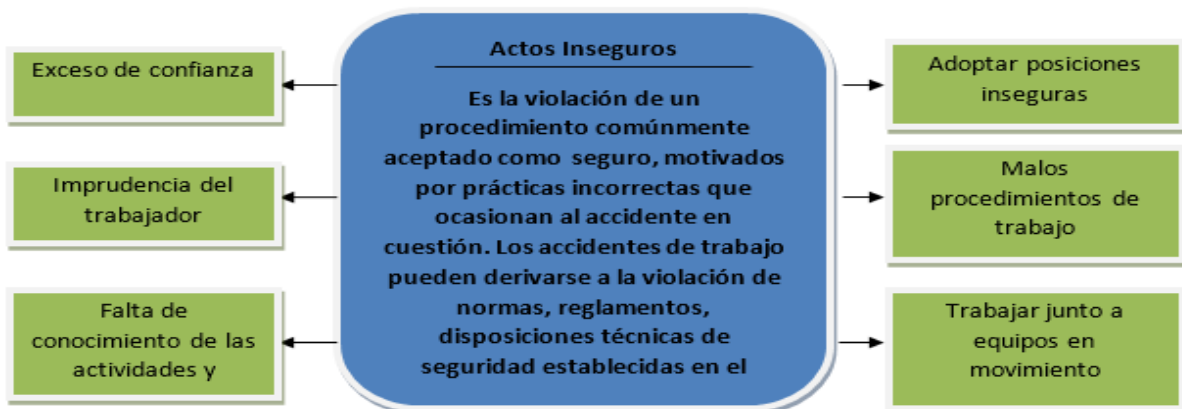 Exceso de confianza
Imprudencia del
trabajador
Falta de
conocimiento de las
actividades y
Actos Inseguros
Es la violación de un
procedimiento comúnmente
aceptado como seguro, motivados
por prácticas incorrectas que
ocasionan al accidente en
cuestión. Los accidentes de trabajo
pueden derivarse a la violación de
normas, reglamentos,
disposiciones técnicas de
seguridad establecidas en el
Adoptar posiciones
inseguras
Malos
procedimientos de
trabajo
Trabajar junto a
equipos en
movimiento